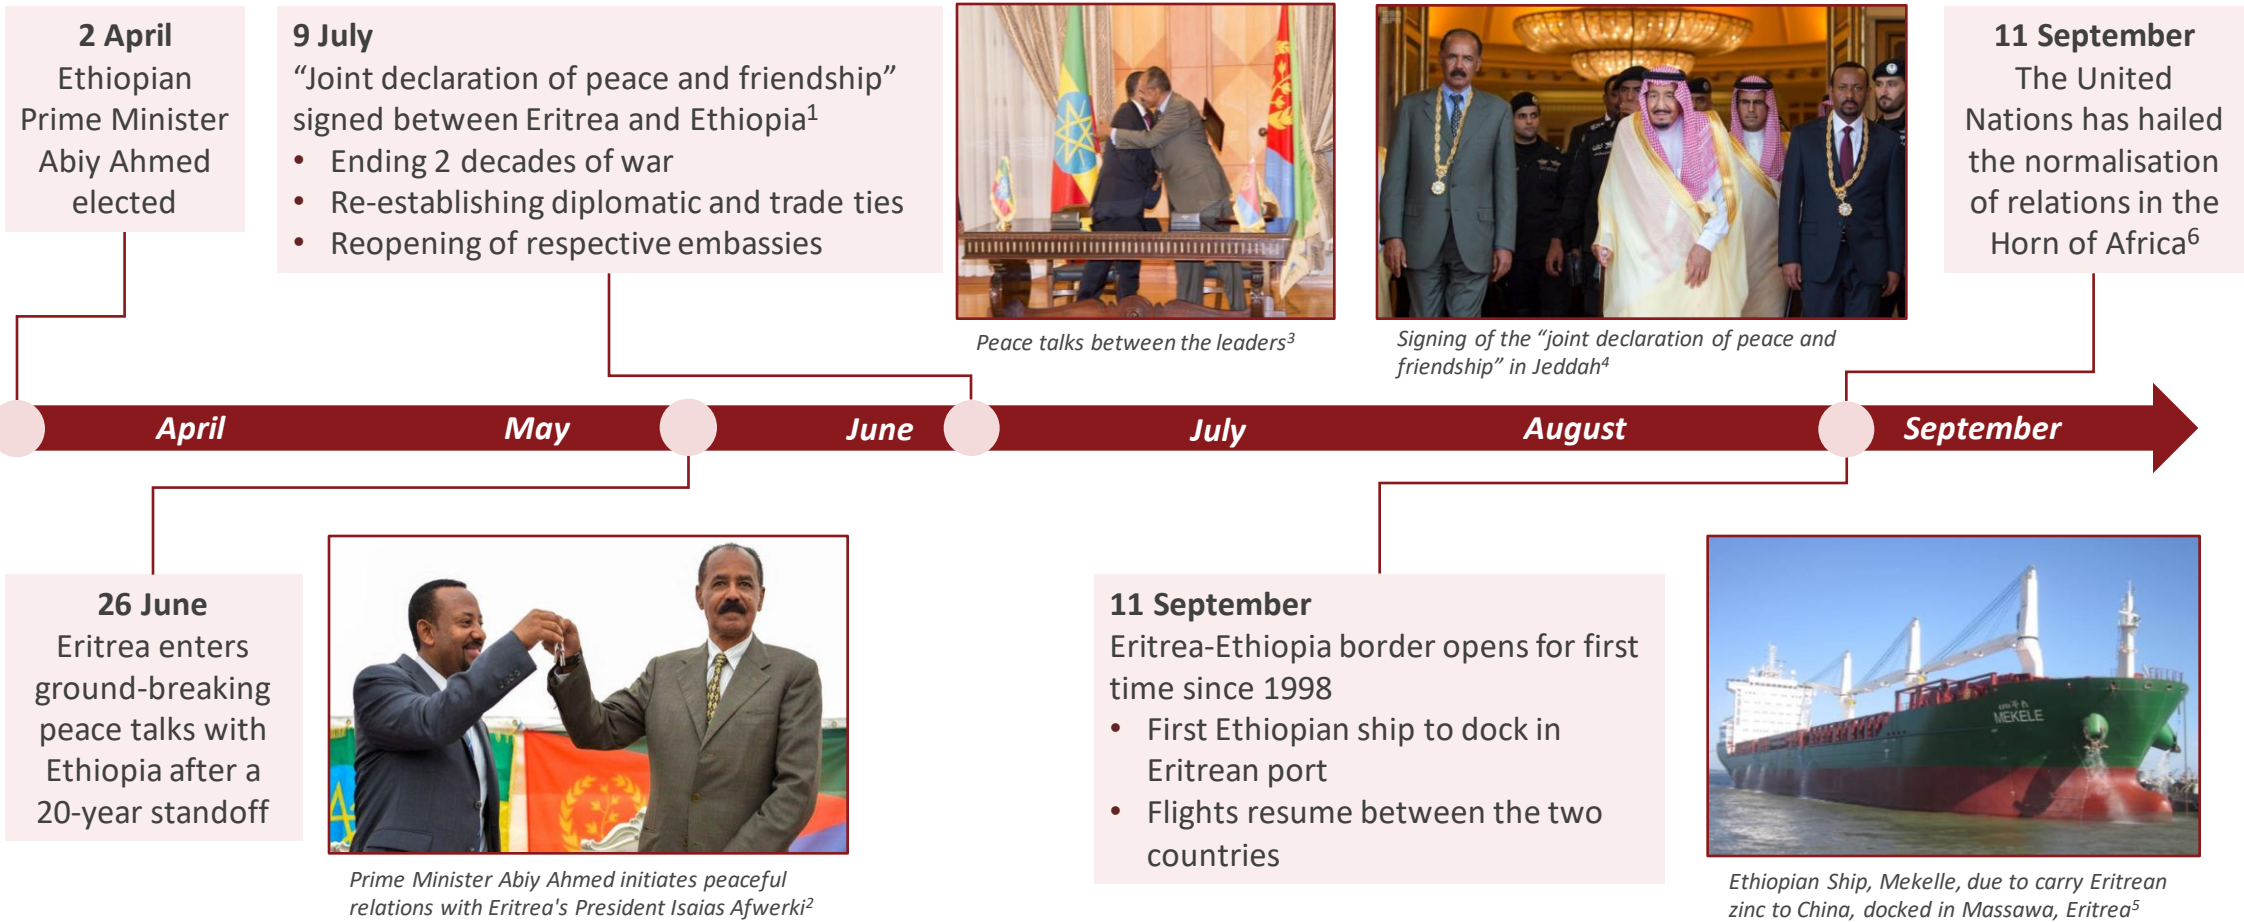 2 April
Ethiopian
Prime Minister
Abiy Ahmed
elected
9 July
“Joint declaration of peace and friendship”
signed between Eritrea and Ethiopia1
• Ending 2 decades of war
• Re-establishing diplomatic and trade ties
• Reopening of respective embassies
Peace talks between the leaders3
Signing of the “joint declaration of peace and
friendship” in Jeddah4
11 September
The United
Nations has hailed
the normalisation
of relations in the
Horn of Africa6
April May June July August September
26 June
Eritrea enters
ground-breaking
peace talks with
Ethiopia after a
20-year standoff
Prime Minister Abiy Ahmed initiates peaceful
relations with Eritrea's President Isaias Afwerki2
11 September
Eritrea-Ethiopia border opens for first
time since 1998
• First Ethiopian ship to dock in
Eritrean port
• Flights resume between the two
countries
MEKELE
Ethiopian Ship, Mekelle, due to carry Eritrean
zinc to China, docked in Massawa, Eritrea5